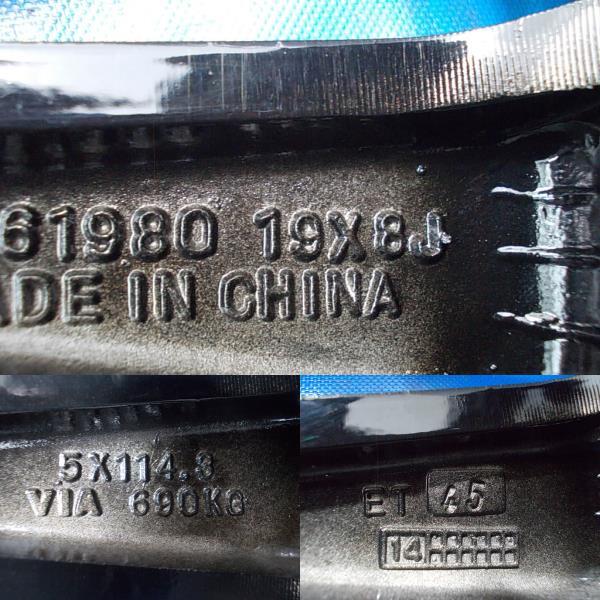 61980 19X8J
ADE IN CHINA
5X114.3
VIA 690KG
ET 45
14